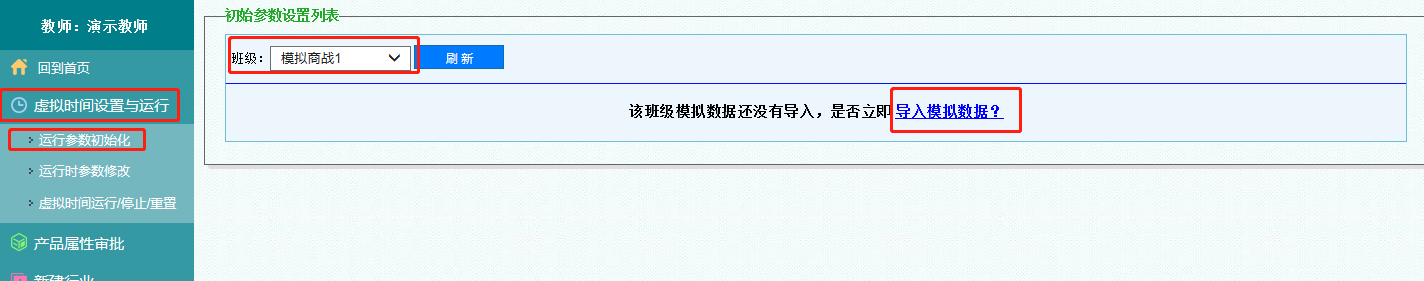 教师：演示教师
回到首页
虚拟时间设置与运行
运行参数初始化
运行时参数修改
虚拟时间运行/停止/重置
产品属性审批
新建行业
初始参数设置列表
班级： 模拟商战1 刷 新
该班级模拟数据还没有导入，是否立即 导入模拟数据？